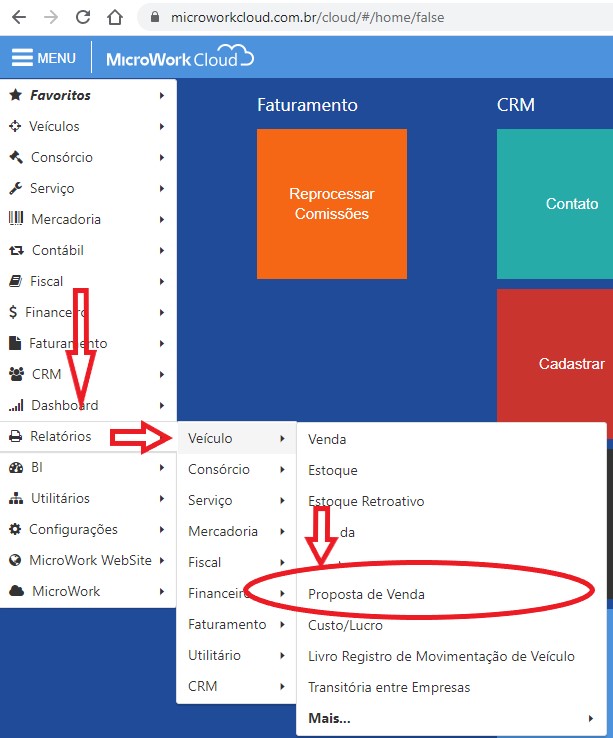 microworkcloud.com.br/cloud/#/home/false
MENU
MicroWork Cloud
Favoritos
Veículos
Consórcio
Serviço
Mercadoria
Contábil
Fiscal
Financeiro
Faturamento
CRM
Dashboard
Relatórios
BI
Utilitários
Configurações
MicroWork WebSite
MicroWork
Faturamento
Reprocessar
Comissões
CRM
Contato
Cadastrar
Veículo
Consórcio
Serviço
Mercadoria
Fiscal
Financeiro
Faturamento
Utilitário
CRM
Venda
Estoque
Estoque Retroativo
da
Proposta de Venda
Custo/Lucro
Livro Registro de Movimentação de Veículo
Transitória entre Empresas
Mais...